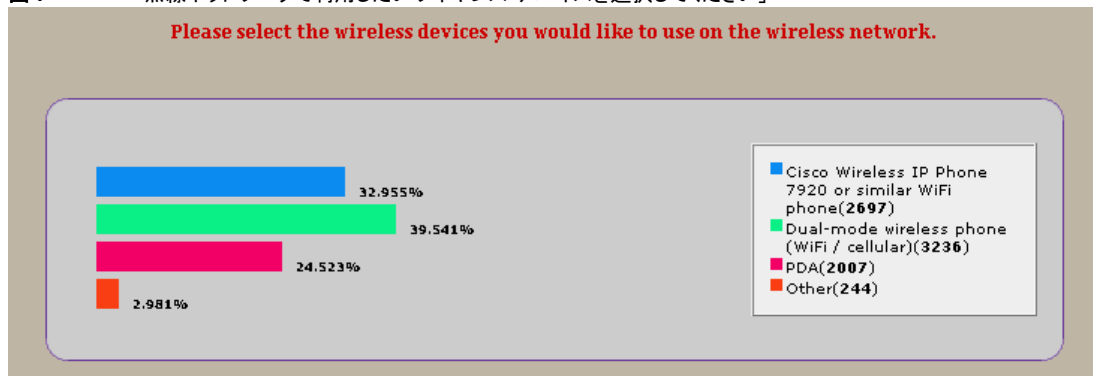 Please select the wireless devices you would like to use on the wireless network.
32.955%
39.541%
24.523%
2.981%
Cisco Wireless IP Phone
7920 or similar WiFi
phone(2697)
Dual-mode wireless phone
(WiFi / cellular)(3236)
PDA(2007)
Other(244)